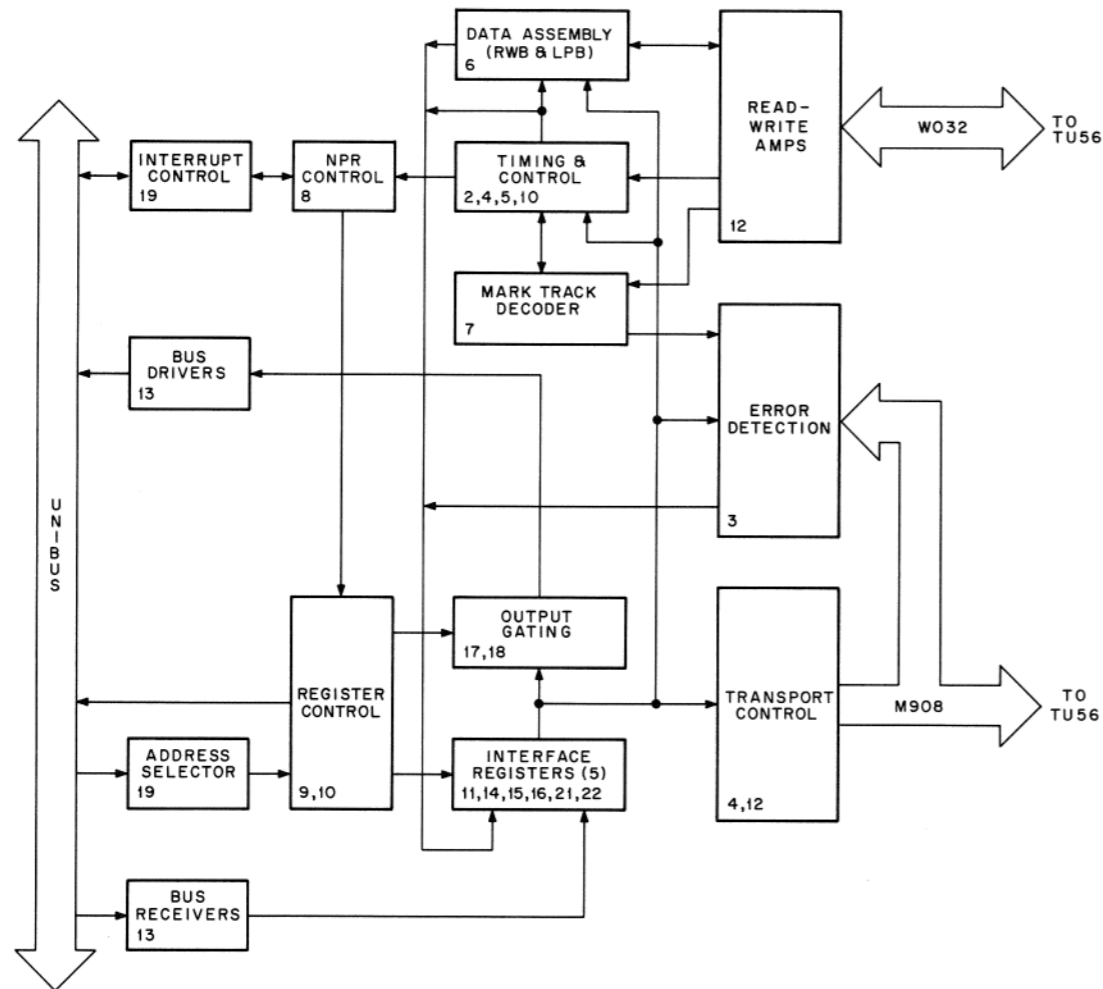 DATA ASSEMBLY
(RWB & LPB)
6
READ-
WRITE
AMPS
12
W032
TO
TU56
INTERRUPT
CONTROL
19
NPR
CONTROL
8
TIMING &
CONTROL
2,4,5,10
MARK TRACK
DECODER
7
BUS
DRIVERS
13
ERROR
DETECTION
3
UNIBUS
OUTPUT
GATING
17,18
REGISTER
CONTROL
9,10
TRANSPORT
CONTROL
4,12
M908
TO
TU56
ADDRESS
SELECTOR
19
INTERFACE
REGISTERS (5)
11,14,15,16,21,22
BUS
RECEIVERS
13